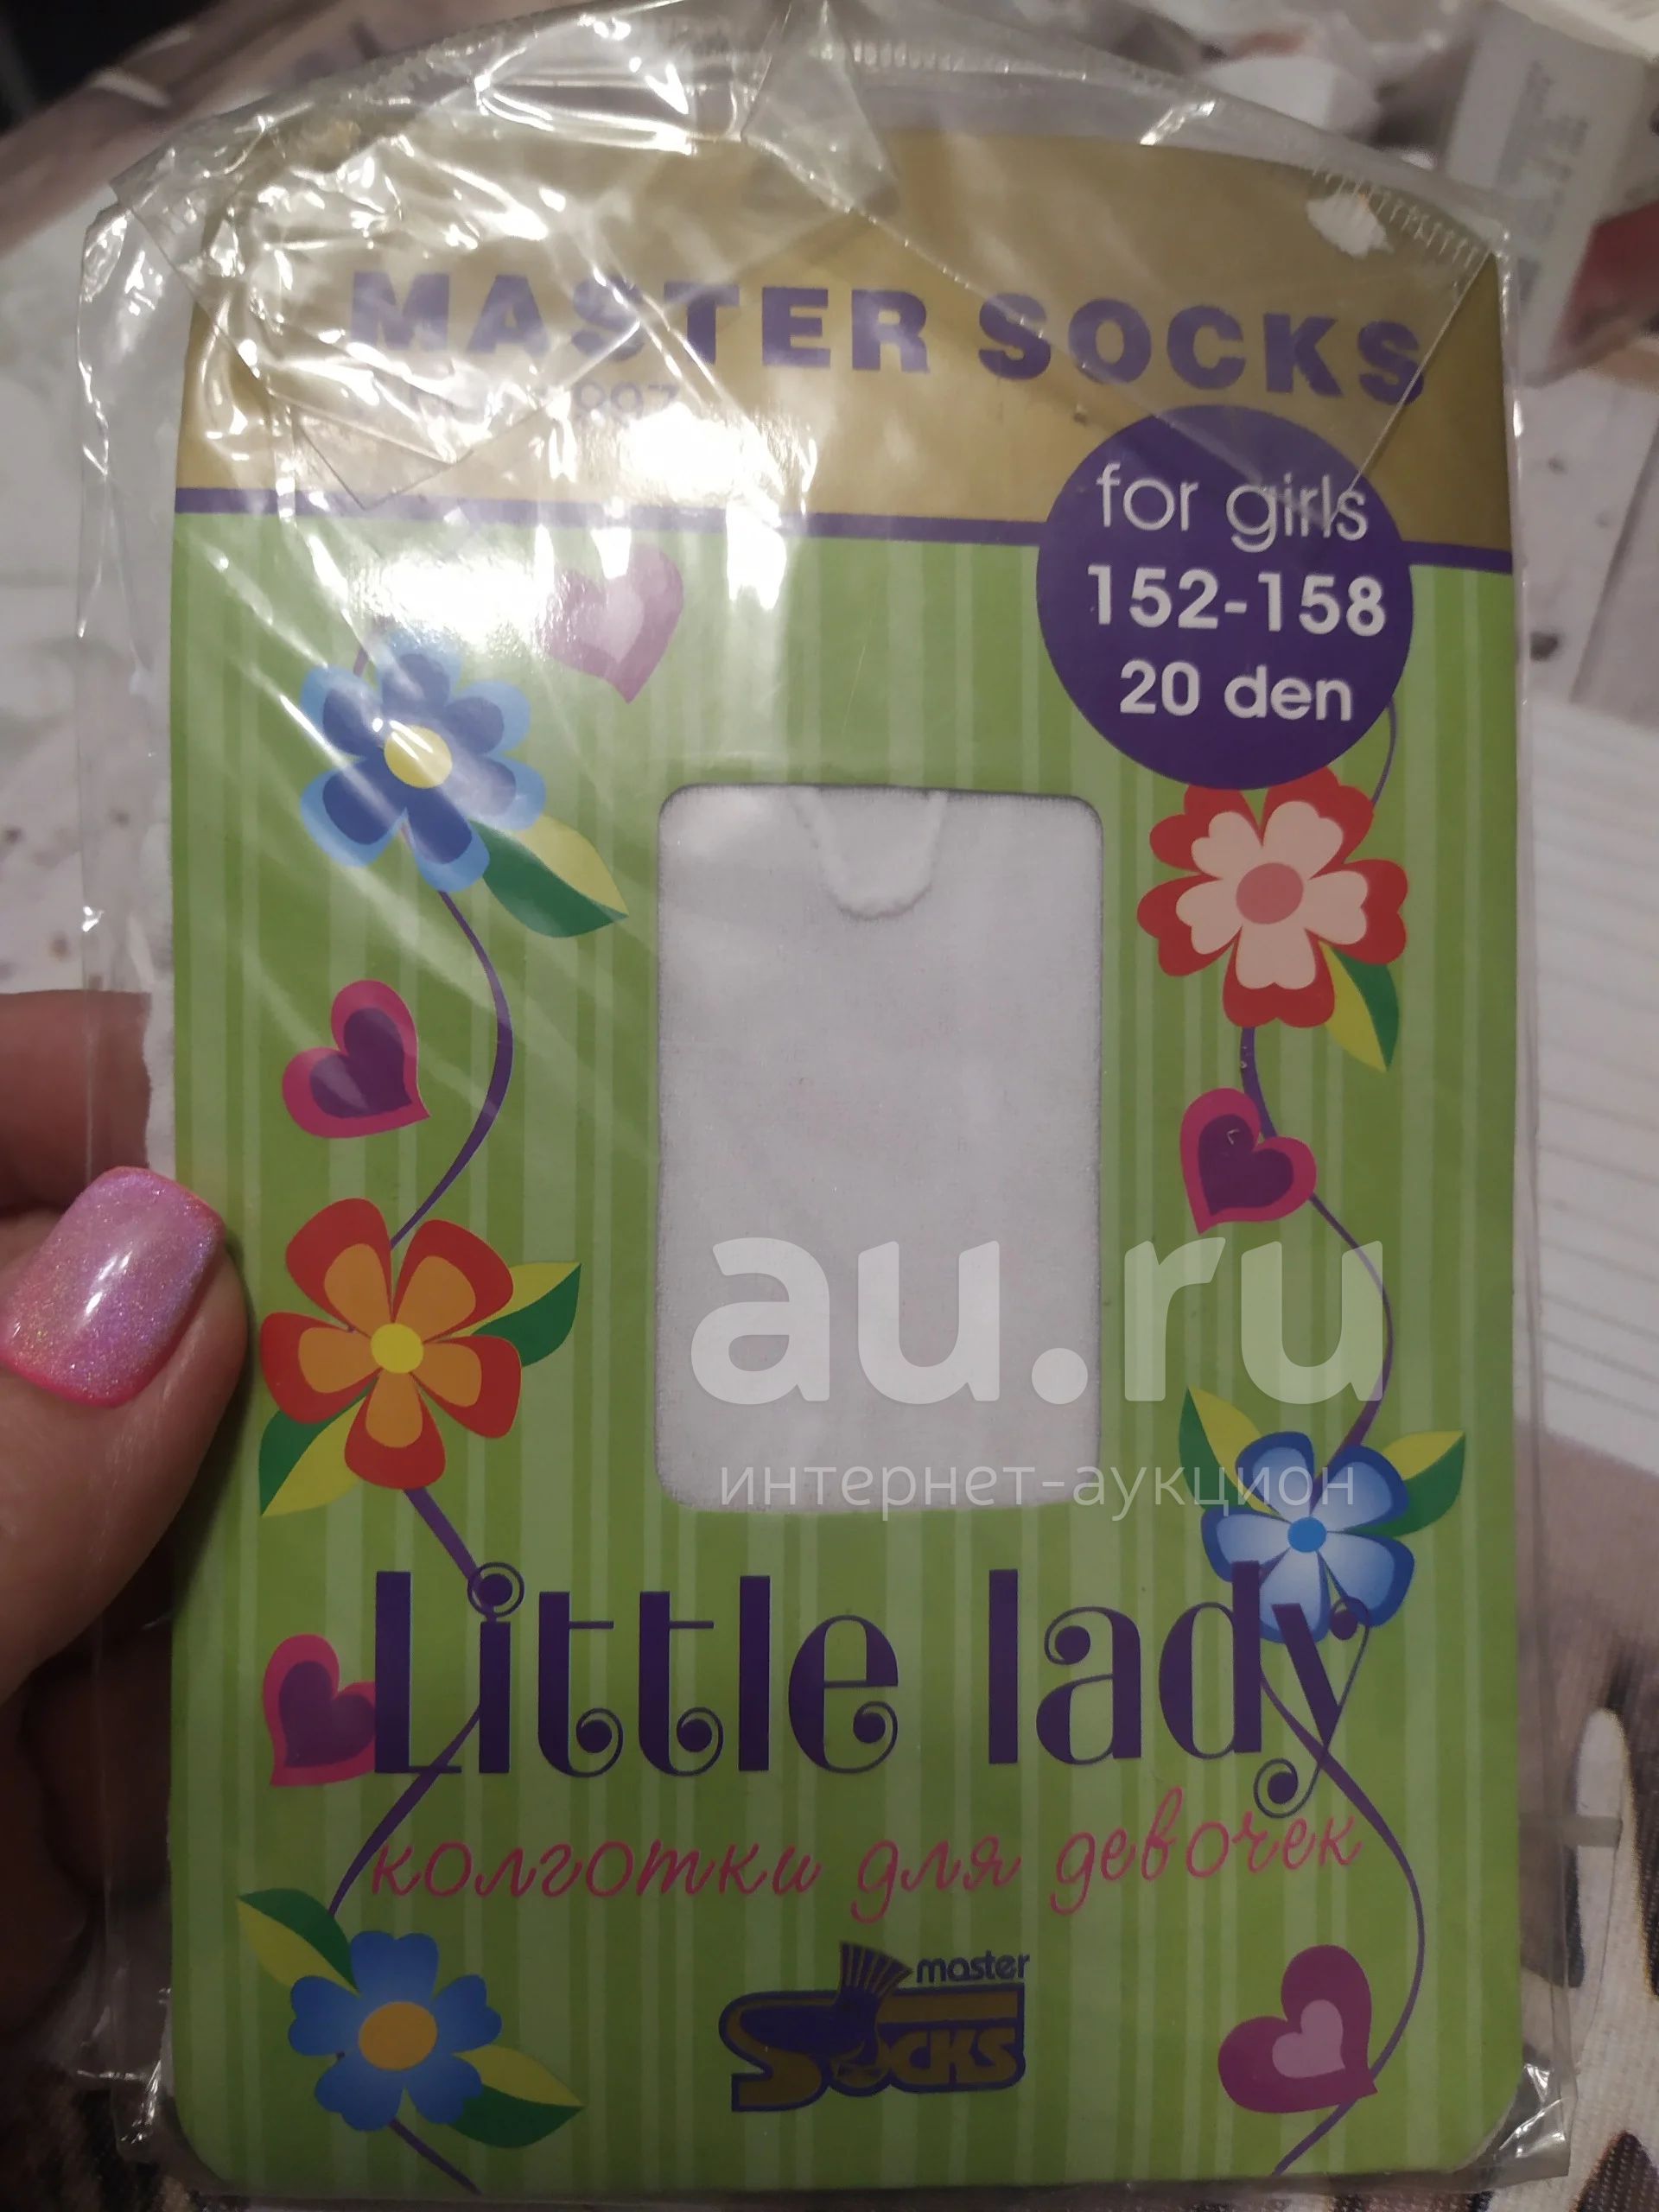 MASTER SOCKS
for girls
152-158
20 den
au.ru
интернет-аукцион
Little lady
колготки для девочек
master
SOCKS